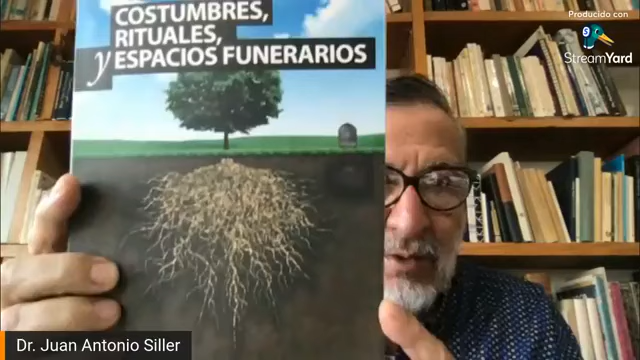 Producido con
StreamYard
COSTUMBRES,
RITUALES,
y ESPACIOS FUNERARIOS
Dr. Juan Antonio Siller